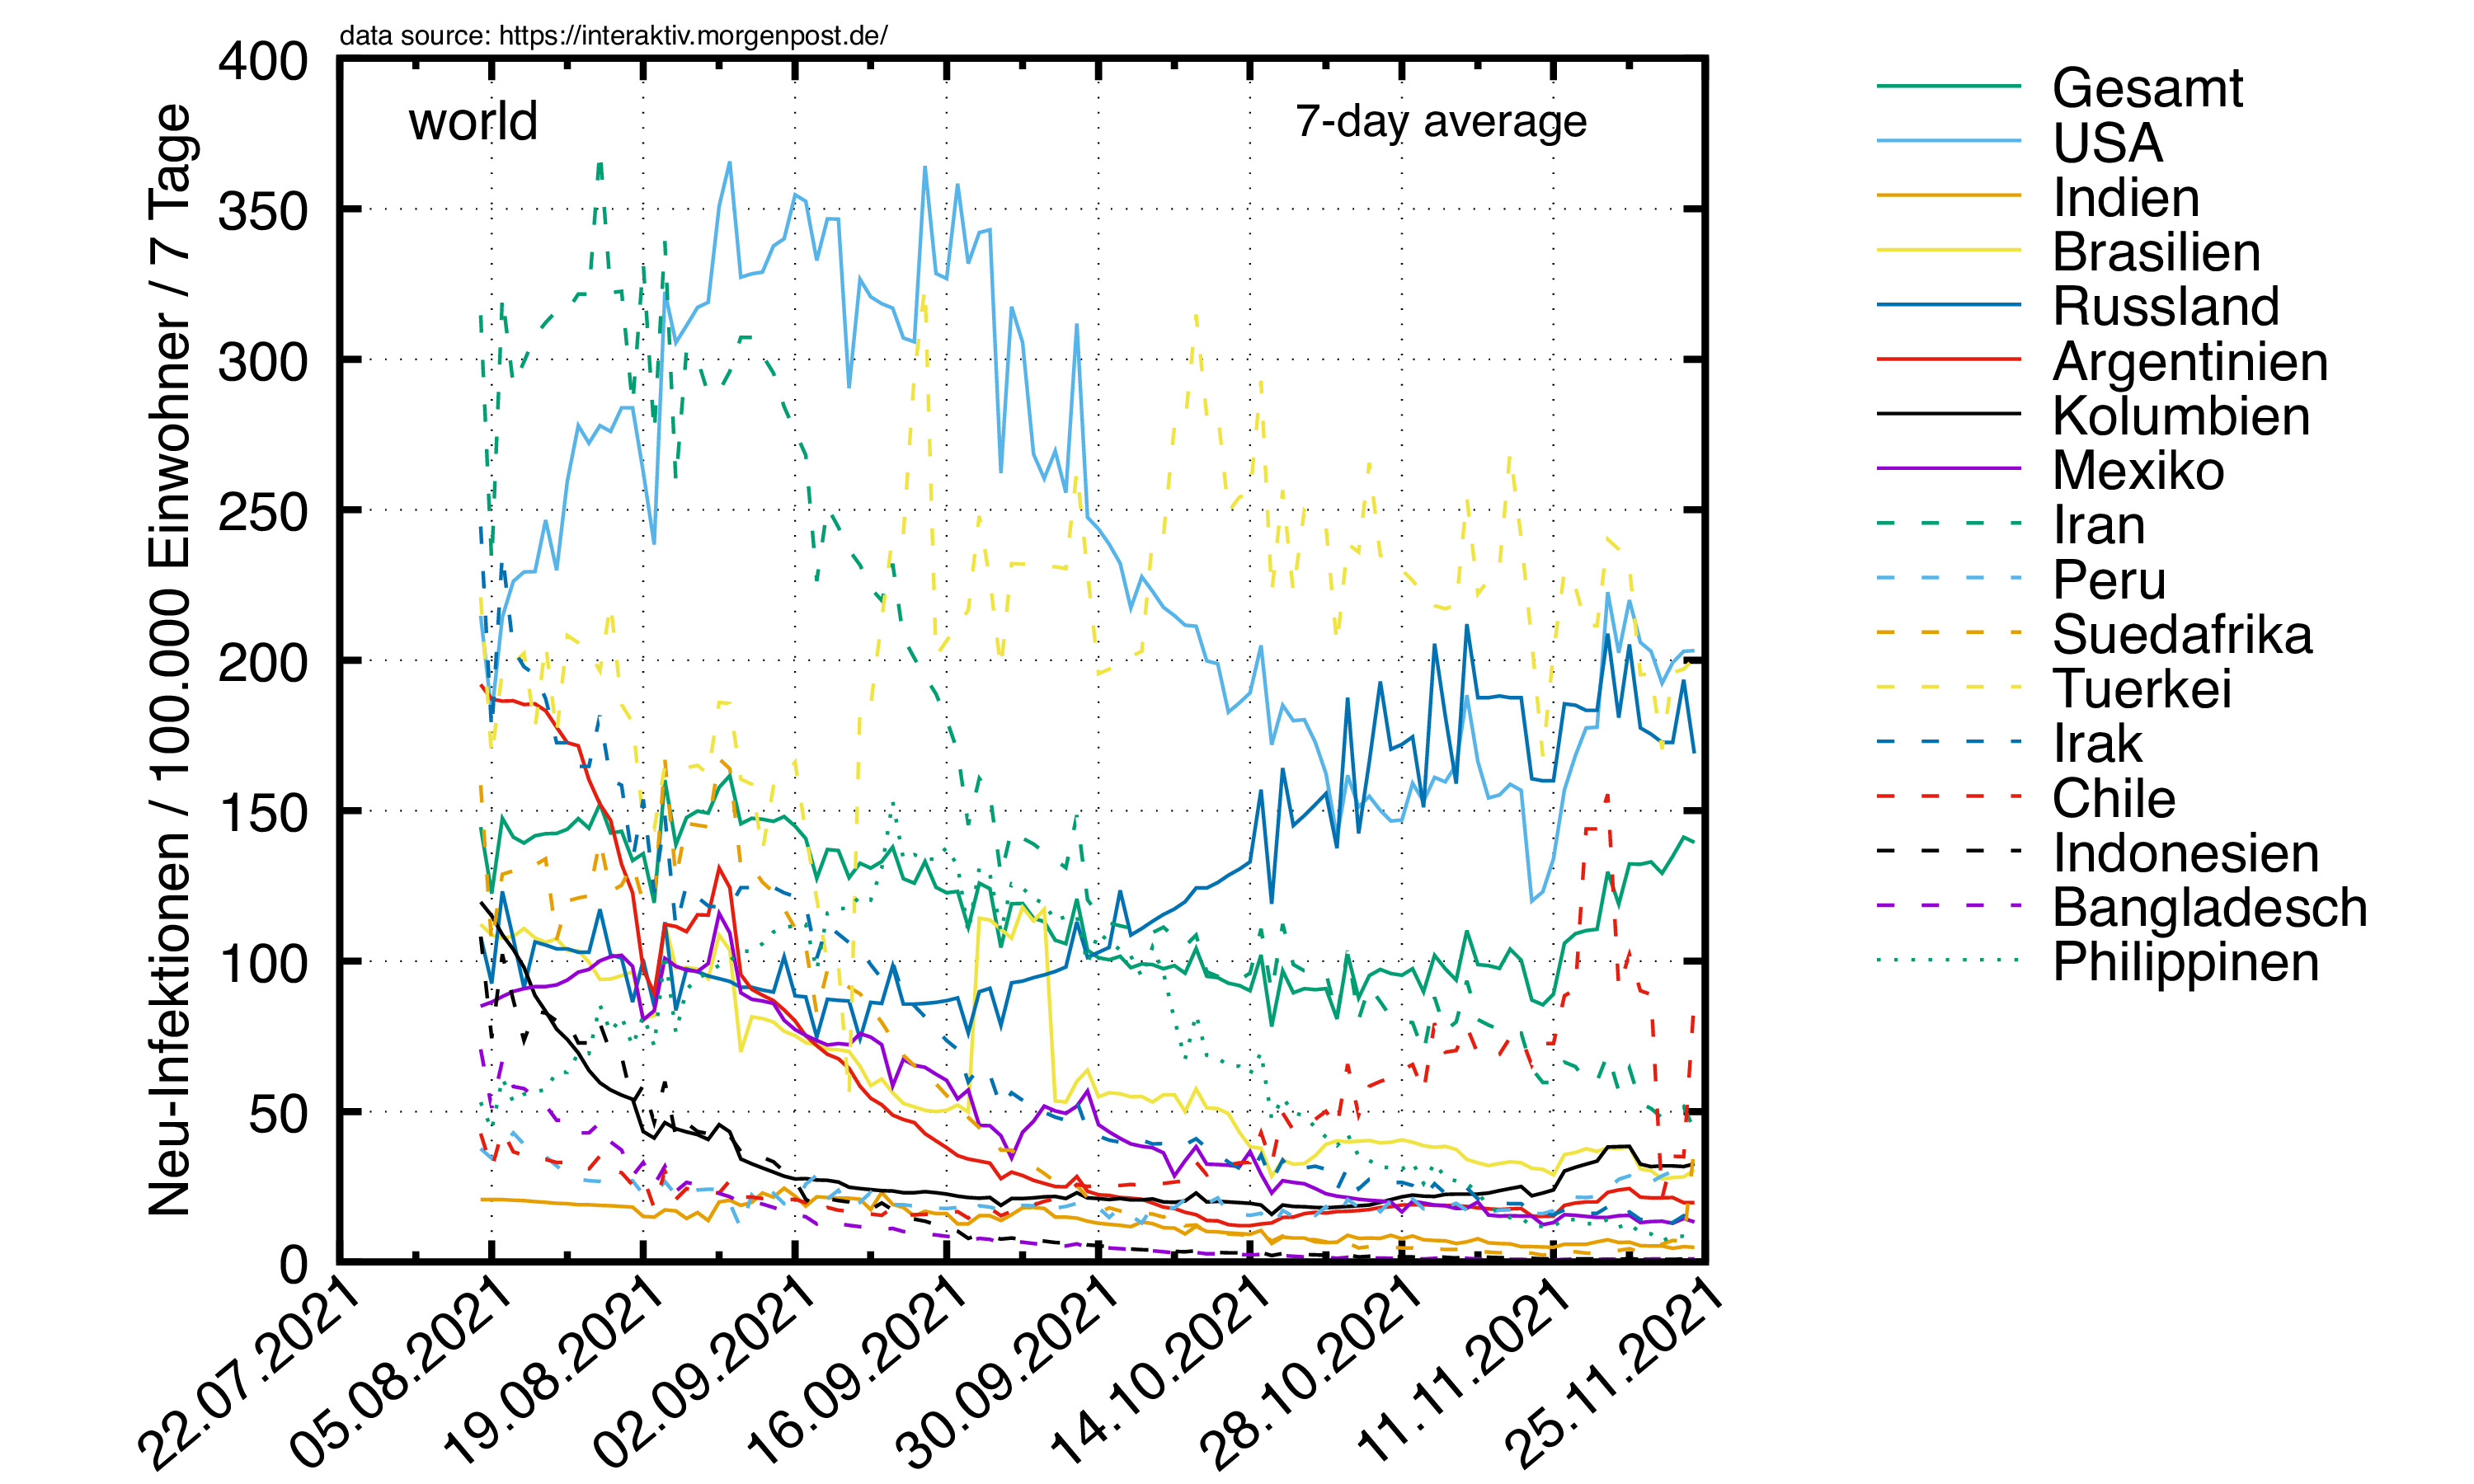 data source: https://interaktiv.morgenpost.de/
world
7-day average
Neu-Infektionen / 100.000 Einwohner / 7 Tage
400
350
300
250
200
150
100
50
0
22.07.2021
05.08.2021
19.08.2021
02.09.2021
16.09.2021
30.09.2021
14.10.2021
28.10.2021
11.11.2021
25.11.2021
Gesamt
USA
Indien
Brasilien
Russland
Argentinien
Kolumbien
Mexiko
Iran
Peru
Suedafrika
Tuerkei
Irak
Chile
Indonesien
Bangladesch
Philippinen